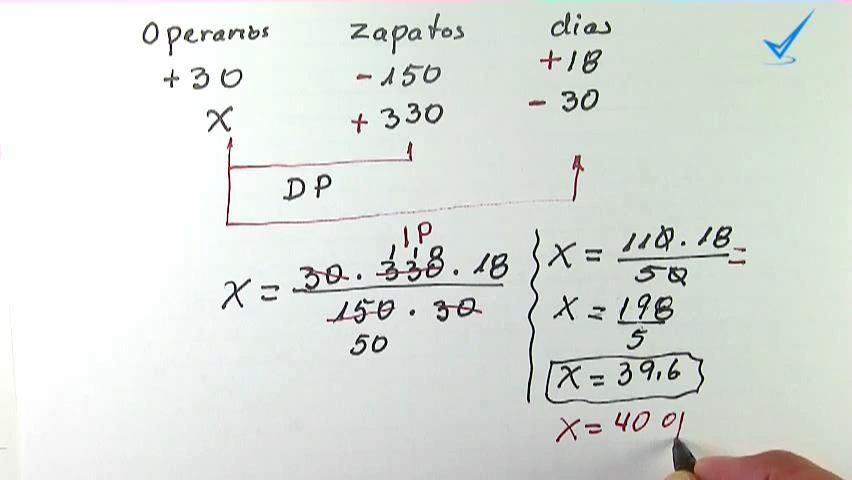 Operarios zapatos dias
+30 -150 +18
X +330 -30
DP
IP
X = 30 . 330 . 18 / 150 . 30
110
50
X = 110 . 18 / 50 =
X = 198 / 5
X = 39.6
X = 40 o